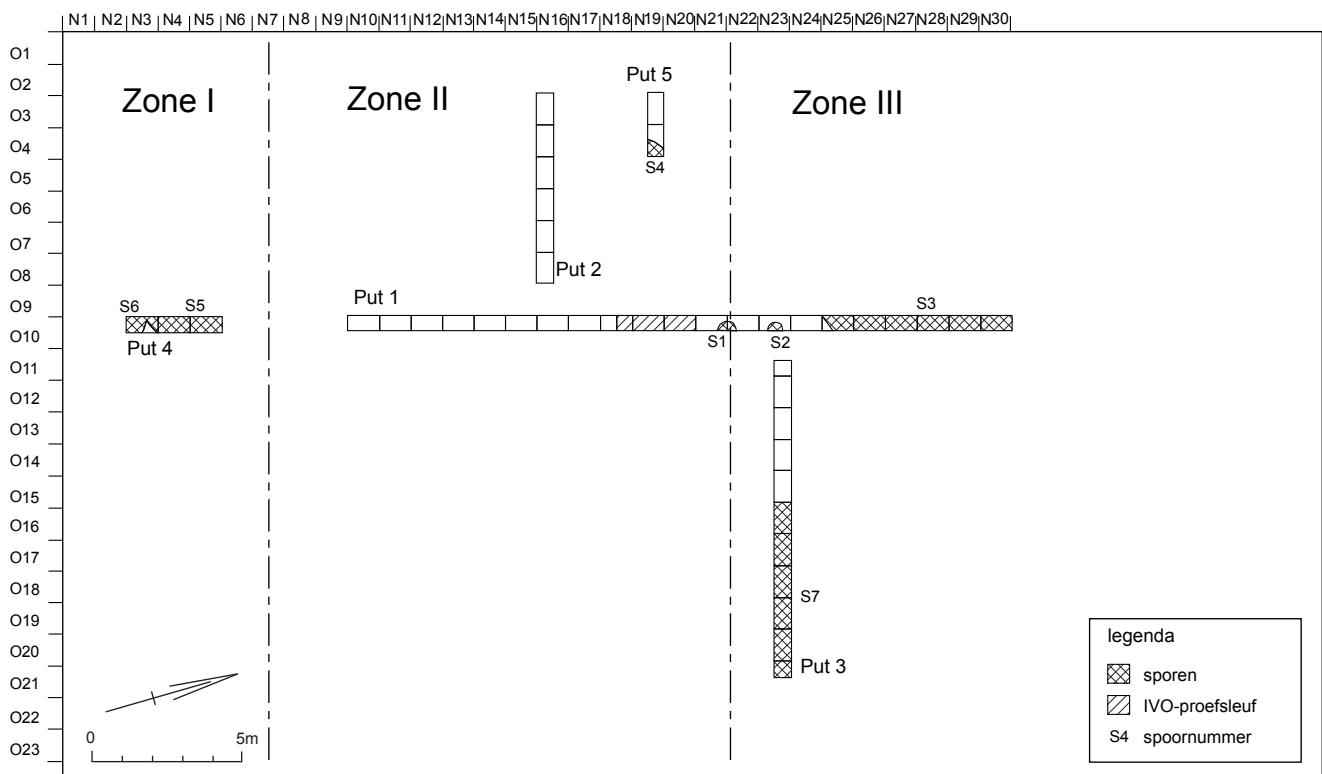 N1 N2 N3 N4 N5 N6 N7 N8 N9 N10 N11 N12 N13 N14 N15 N16 N17 N18 N19 N20 N21 N22 N23 N24 N25 N26 N27 N28 N29 N30
O1
O2
O3
O4
O5
O6
O7
O8
O9
O10
O11
O12
O13
O14
O15
O16
O17
O18
O19
O20
O21
O22
O23
Zone I
Zone II
Zone III
Put 5
S4
Put 2
Put 1
S6 S5
Put 4
S3
S1 S2
S7
Put 3
0 5m
legenda
sporen
IVO-proefsleuf
S4 spoornummer